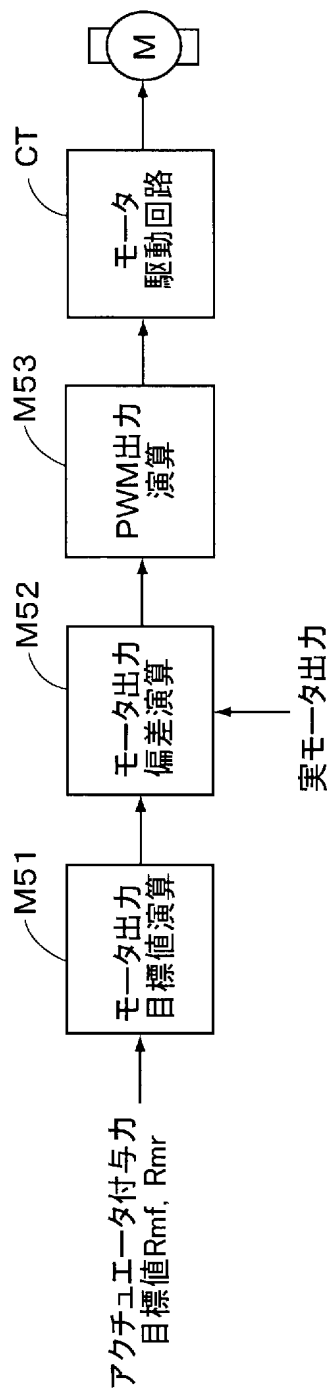 アクチュエータ付与力
目標値Rmf, Rmr
M51
モータ出力
目標値演算
M52
モータ出力
偏差演算
実モータ出力
M53
PWM出力
演算
CT
モータ
駆動回路
M